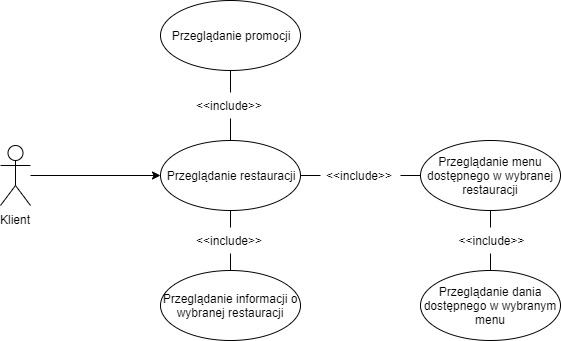 Przeglądanie promocji
<<include>>
Klient
Przeglądanie restauracji
<<include>>
Przeglądanie menu
dostępnego w wybranej
restauracji
<<include>>
<<include>>
Przeglądanie informacji o
wybranej restauracji
Przeglądanie dania
dostępnego w wybranym
menu